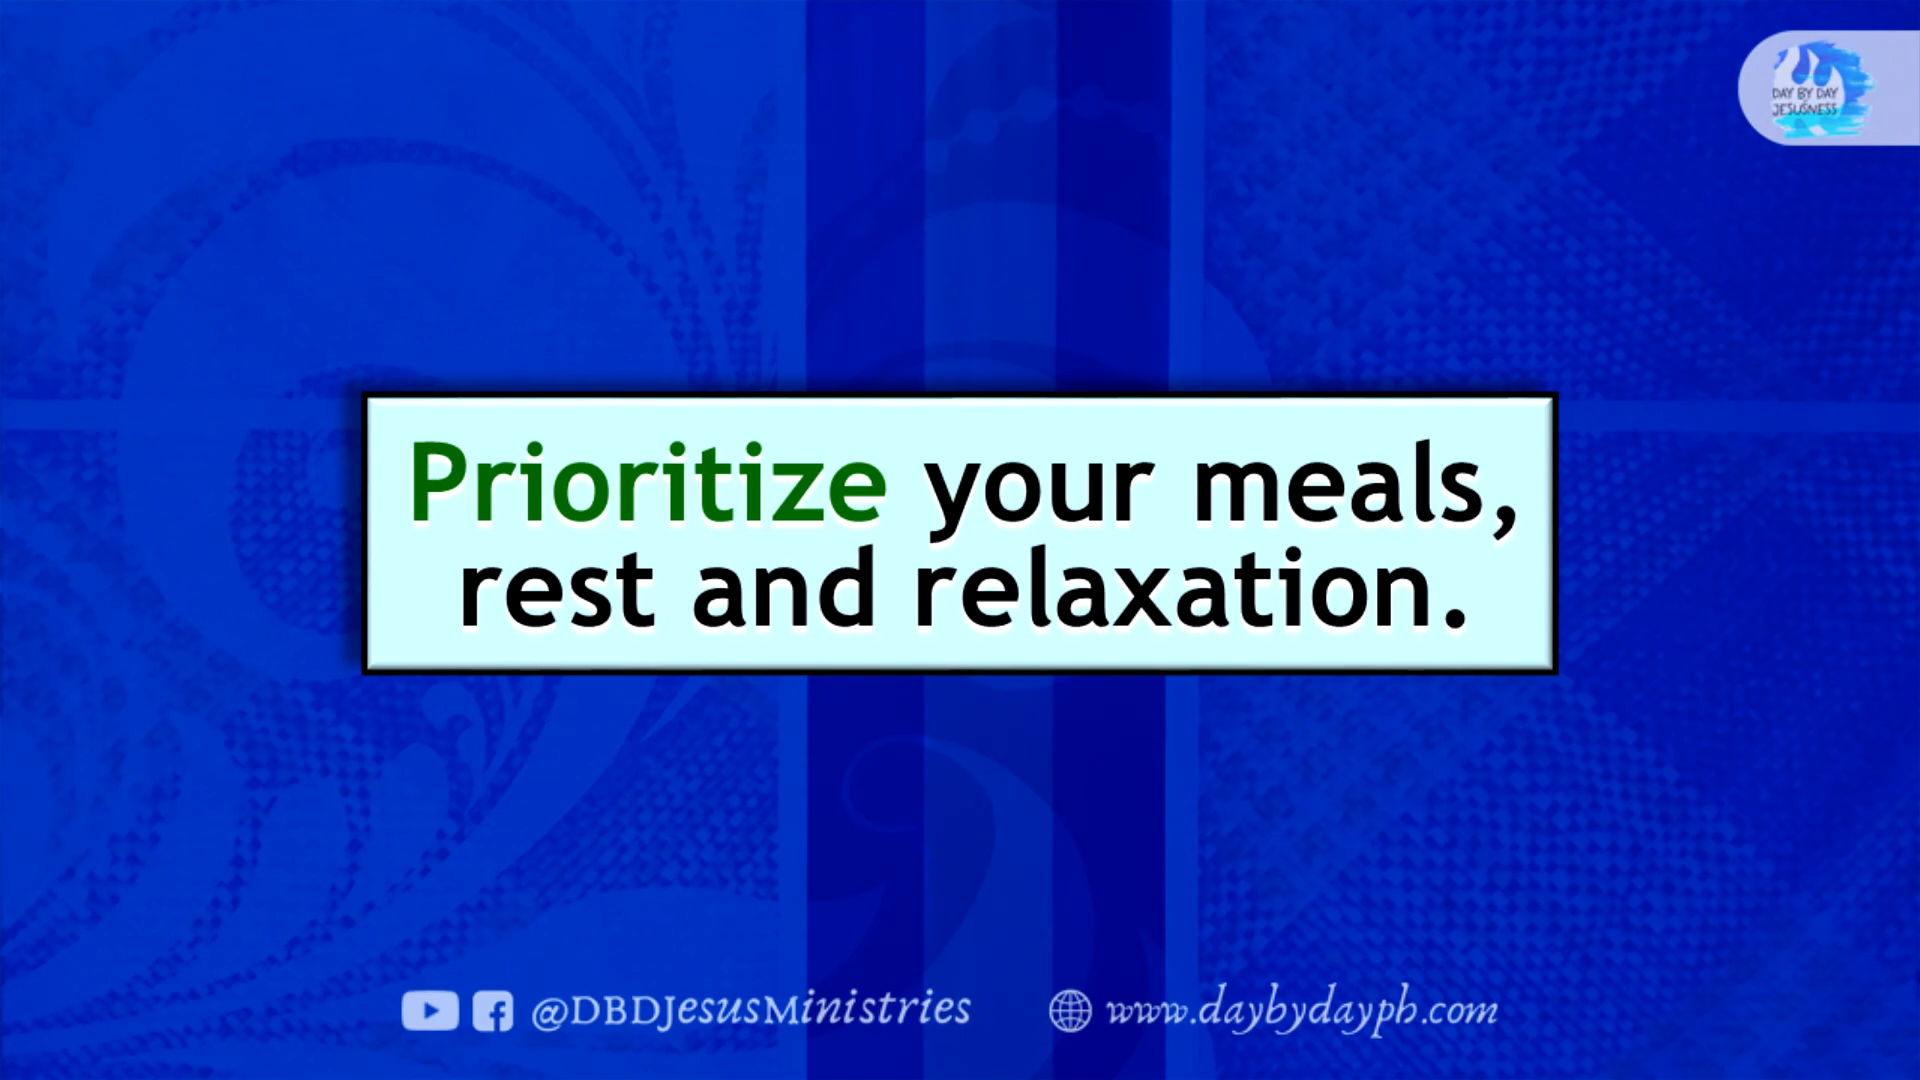 DAY BY DAY
JESUSNESS
Prioritize your meals,
rest and relaxation.
@DBDJesusMinistries
www.daybydayph.com